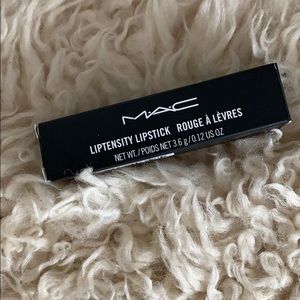 MAC
LIPTENSITY LIPSTICK ROUGE À LÈVRES
NET WT./POIDS NET 3.6 g/0.12 US OZ